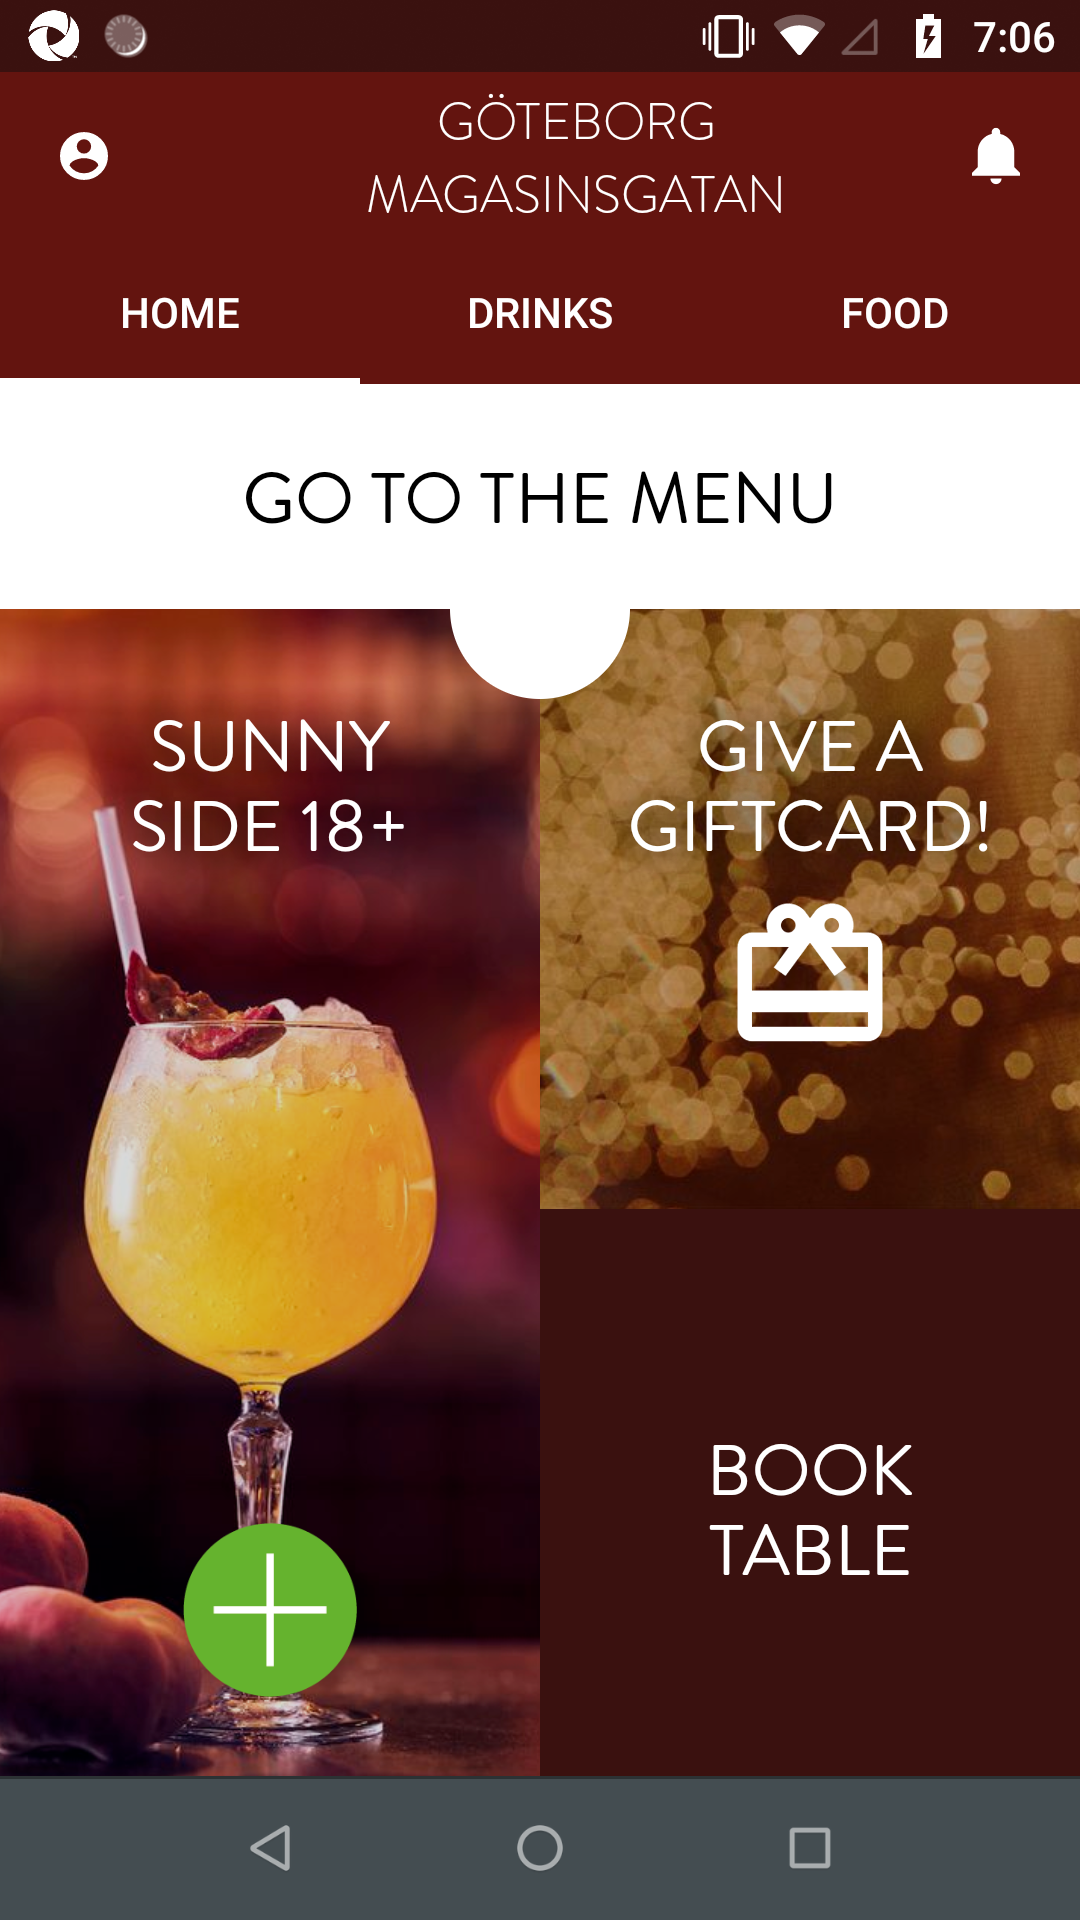 7:06
GÖTEBORG
MAGASINSGATAN
HOME
DRINKS
FOOD
GO TO THE MENU
SUNNY
SIDE 18+
GIVE A
GIFTCARD!
BOOK
TABLE